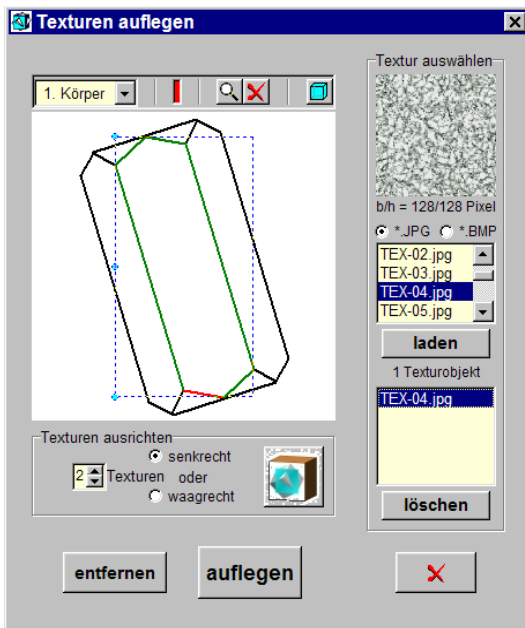 Texturen auflegen
1. Körper
Textur auswählen
b/h = 128/128 Pixel
*.JPG *.BMP
TEX-02.jpg
TEX-03.jpg
TEX-04.jpg
TEX-05.jpg
laden
1 Texturobjekt
TEX-04.jpg
löschen
Texturen ausrichten
senkrecht
2 Texturen oder
waagrecht
entfernen
auflegen